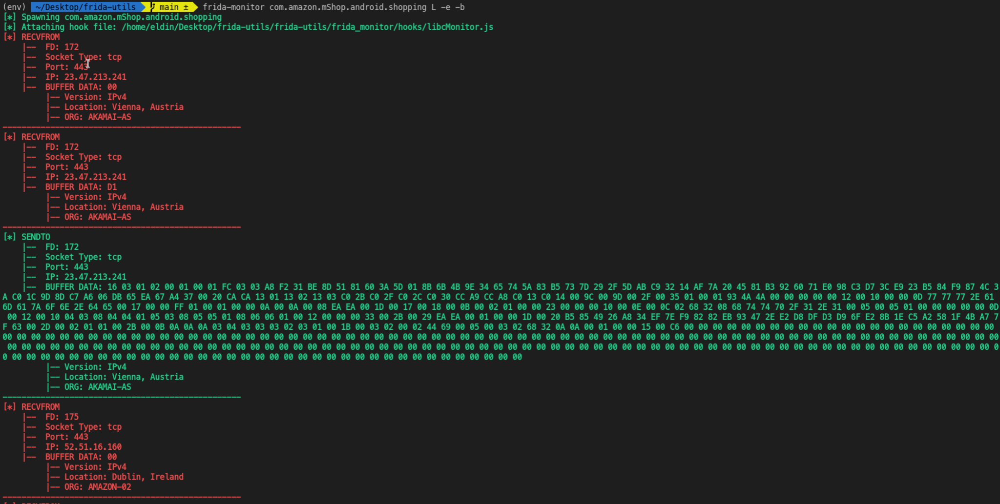 (env) ~/Desktop/frida-utils main ± frida-monitor com.amazon.mShop.android.shopping L -e -b
[*] Spawning com.amazon.mShop.android.shopping
[*] Attaching hook file: /home/eldin/Desktop/frida-utils/frida-utils/frida_monitor/hooks/libcMonitor.js
[*] RECVFROM
|-- FD: 172
|-- Socket Type: tcp
|-- Port: 443
|-- IP: 23.47.213.241
|-- BUFFER DATA: 00
|-- Version: IPv4
|-- Location: Vienna, Austria
|-- ORG: AKAMAI-AS
--------------------------------------------------
[*] RECVFROM
|-- FD: 172
|-- Socket Type: tcp
|-- Port: 443
|-- IP: 23.47.213.241
|-- BUFFER DATA: D1
|-- Version: IPv4
|-- Location: Vienna, Austria
|-- ORG: AKAMAI-AS
--------------------------------------------------
[*] SENDTO
|-- FD: 172
|-- Socket Type: tcp
|-- Port: 443
|-- IP: 23.47.213.241
|-- BUFFER DATA: 16 03 01 02 00 01 00 01 FC 03 03 A8 F2 31 BE 8D 51 81 60 3A 5D 01 8B 6B 4B 9E 34 65 74 5A 83 B5 73 7D 29 2F 5D AB C9 32 14 AF 7A 20 45 81 B3 92 60 71 E0 98 C3 D7 3C E9 23 B5 84 F9 87 4C 3
A C0 1C 9D 8D C7 A6 06 DB 65 EA 67 A4 37 00 20 CA CA 13 01 13 02 13 03 C0 2B C0 2F C0 2C C0 30 CC A9 CC A8 C0 13 C0 14 00 9C 00 9D 00 2F 00 35 01 00 01 93 4A 4A 00 00 00 00 00 12 00 10 00 00 0D 77 77 77 2E 61
6D 61 7A 6F 6E 2E 64 65 00 17 00 00 FF 01 00 01 00 00 0A 00 0A 00 08 EA EA 00 1D 00 17 00 18 00 0B 00 02 01 00 00 23 00 00 00 10 00 0E 00 0C 02 68 32 08 68 74 74 70 2F 31 2E 31 00 05 00 05 01 00 00 00 00 00 0D
00 12 00 10 04 03 08 04 04 01 05 03 08 05 05 01 08 06 06 01 00 12 00 00 00 33 00 2B 00 29 EA EA 00 01 00 00 1D 00 20 B5 85 49 26 A8 34 EF 7E F9 82 82 EB 93 47 2E E2 D8 DF D3 D9 6F E2 8B 1E C5 A2 58 1F 4B A7 7
F 63 00 2D 00 02 01 01 00 2B 00 0B 0A 0A 0A 03 04 03 03 03 02 03 01 00 1B 00 03 02 00 02 44 69 00 05 00 03 02 68 32 0A 0A 00 01 00 00 15 00 C6 00 00 00 00 00 00 00 00 00 00 00 00 00 00 00 00 00 00 00 00 00 00
00 00 00 00 00 00 00 00 00 00 00 00 00 00 00 00 00 00 00 00 00 00 00 00 00 00 00 00 00 00 00 00 00 00 00 00 00 00 00 00 00 00 00 00 00 00 00 00 00 00 00 00 00 00 00 00 00 00 00 00 00 00 00 00 00 00 00 00 00 00
00 00 00 00 00 00 00 00 00 00 00 00 00 00 00 00 00 00 00 00 00 00 00 00 00 00 00 00 00 00 00 00 00 00 00 00 00 00 00 00 00 00 00 00 00 00 00 00 00 00 00 00 00 00 00 00 00 00 00 00 00 00 00 00 00 00 00 00 00 0
0 00 00 00 00 00 00 00 00 00 00 00 00 00 00 00 00 00 00 00 00 00 00 00 00 00 00 00 00 00 00 00 00 00 00 00 00
|-- Version: IPv4
|-- Location: Vienna, Austria
|-- ORG: AKAMAI-AS
--------------------------------------------------
[*] RECVFROM
|-- FD: 175
|-- Socket Type: tcp
|-- Port: 443
|-- IP: 52.51.16.160
|-- BUFFER DATA: 00
|-- Version: IPv4
|-- Location: Dublin, Ireland
|-- ORG: AMAZON-02
--------------------------------------------------